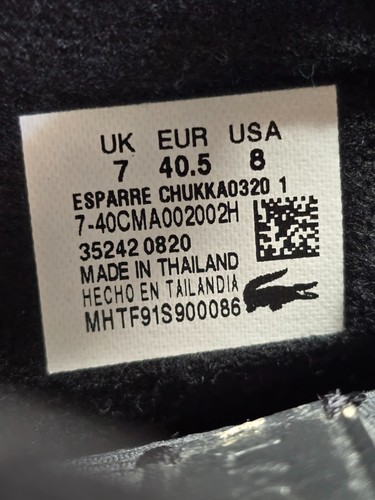 UK EUR USA
7 40.5 8
ESPARRE CHUKKA0320 1
7-40CMA002002H
35242 0820
MADE IN THAILAND
HECHO EN TAILANDIA
MHTF91S900086